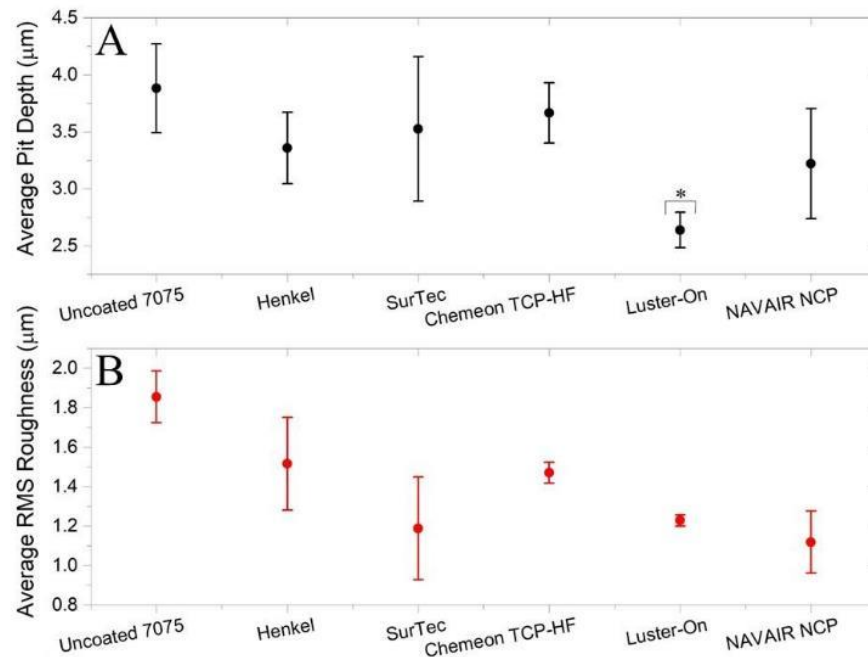 A
Average Pit Depth (μm)
4.5
4.0
3.5
3.0
2.5
*
Uncoated 7075
Henkel
SurTec
Chemeon TCP-HF
Luster-On
NAVAIR NCP
B
Average RMS Roughness (μm)
2.0
1.8
1.6
1.4
1.2
1.0
0.8
Uncoated 7075
Henkel
SurTec
Chemeon TCP-HF
Luster-On
NAVAIR NCP